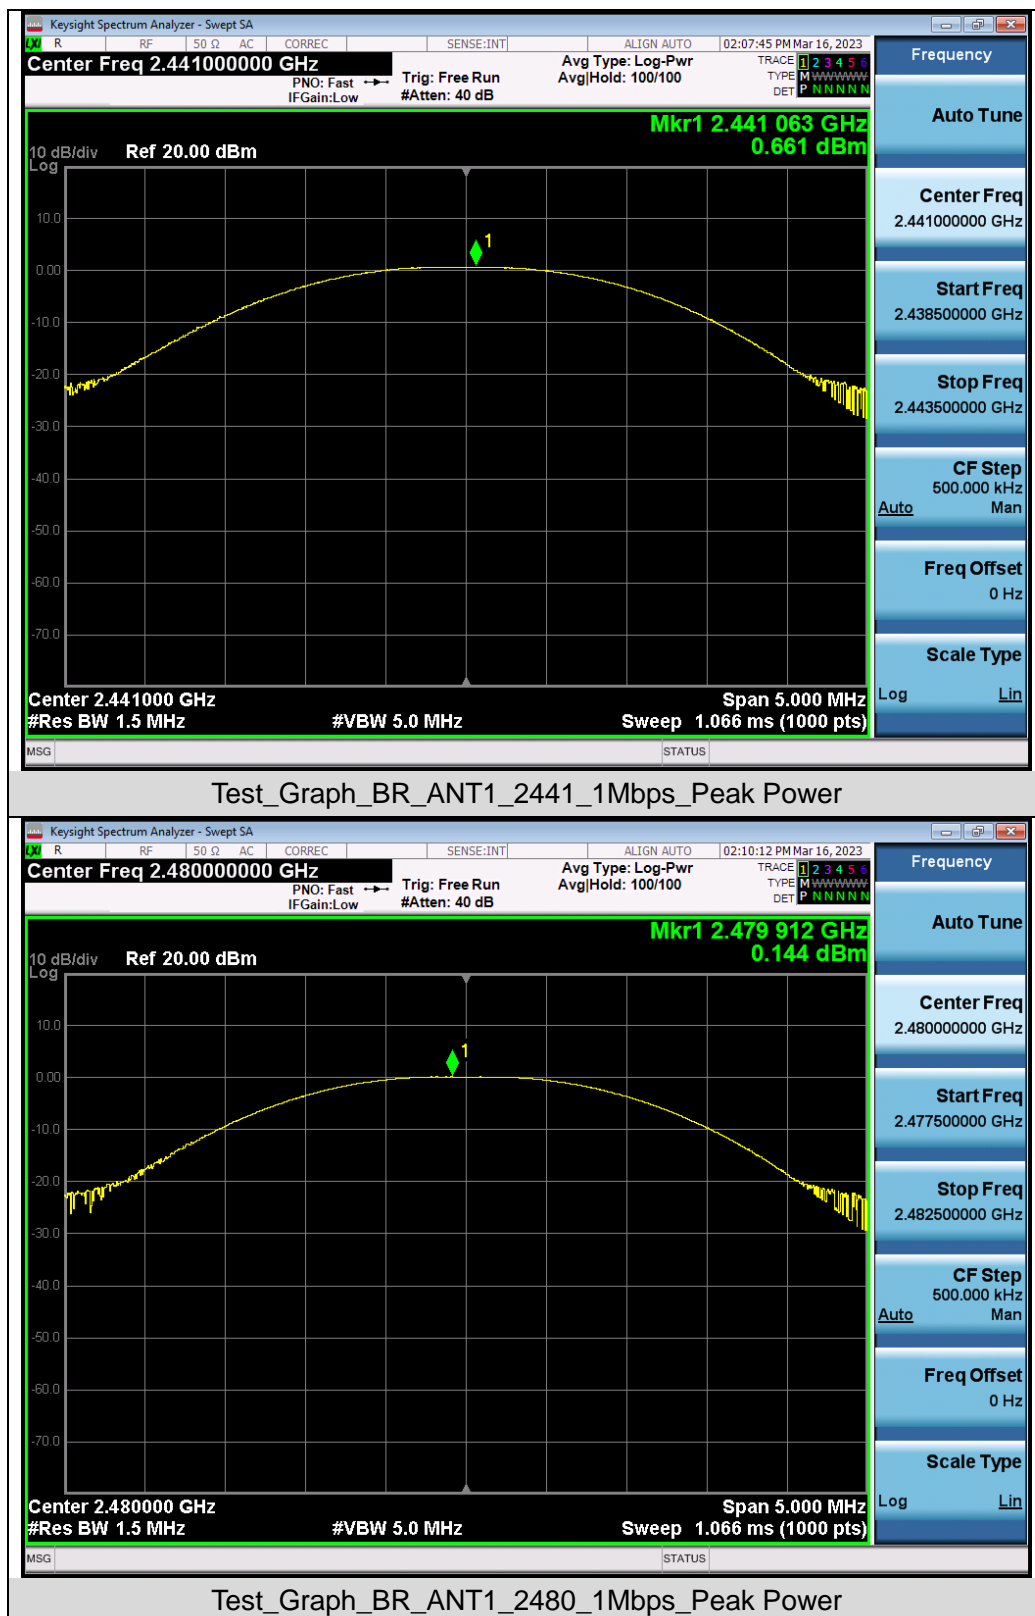 Keysight Spectrum Analyzer - Swept SA
LXI R RF 50 Ω AC CORREC SENSE:INT ALIGN AUTO 02:07:45 PM Mar 16, 2023
Center Freq 2.441000000 GHz
PNO: Fast
IFGain:Low
Trig: Free Run
#Atten: 40 dB
Avg Type: Log-Pwr
Avg|Hold: 100/100
TRACE 1 2 3 4 5 6
TYPE M WWWWW
DET P N N N N N
Mkr1 2.441 063 GHz
0.661 dBm
10 dB/div Ref 20.00 dBm
Log
10.0
1
0.00
-10.0
-20.0
-30.0
-40.0
-50.0
-60.0
-70.0
Center 2.441000 GHz Span 5.000 MHz
#Res BW 1.5 MHz #VBW 5.0 MHz Sweep 1.066 ms (1000 pts)
MSG STATUS
Frequency
Auto Tune
Center Freq
2.441000000 GHz
Start Freq
2.438500000 GHz
Stop Freq
2.443500000 GHz
CF Step
500.000 kHz
Auto Man
Freq Offset
0 Hz
Scale Type
Log Lin
Test_Graph_BR_ANT1_2441_1Mbps_Peak Power
Keysight Spectrum Analyzer - Swept SA
LXI R RF 50 Ω AC CORREC SENSE:INT ALIGN AUTO 02:10:12 PM Mar 16, 2023
Center Freq 2.480000000 GHz
PNO: Fast
IFGain:Low
Trig: Free Run
#Atten: 40 dB
Avg Type: Log-Pwr
Avg|Hold: 100/100
TRACE 1 2 3 4 5 6
TYPE M WWWWW
DET P N N N N N
Mkr1 2.479 912 GHz
0.144 dBm
10 dB/div Ref 20.00 dBm
Log
10.0
1
0.00
-10.0
-20.0
-30.0
-40.0
-50.0
-60.0
-70.0
Center 2.480000 GHz Span 5.000 MHz
#Res BW 1.5 MHz #VBW 5.0 MHz Sweep 1.066 ms (1000 pts)
MSG STATUS
Frequency
Auto Tune
Center Freq
2.480000000 GHz
Start Freq
2.477500000 GHz
Stop Freq
2.482500000 GHz
CF Step
500.000 kHz
Auto Man
Freq Offset
0 Hz
Scale Type
Log Lin
Test_Graph_BR_ANT1_2480_1Mbps_Peak Power